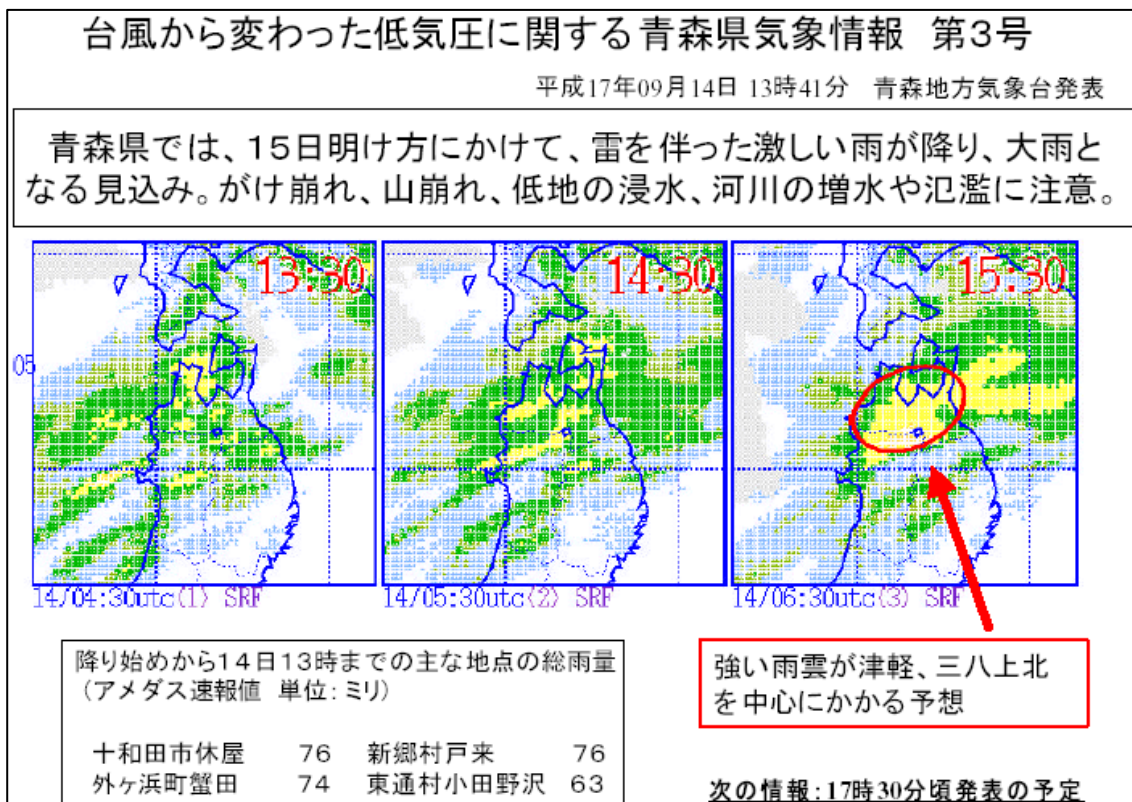 台風から変わった低気圧に関する青森県気象情報 第3号
平成17年09月14日 13時41分 青森地方気象台発表
青森県では、15日明け方にかけて、雷を伴った激しい雨が降り、大雨と
なる見込み。がけ崩れ、山崩れ、低地の浸水、河川の増水や氾濫に注意。
13:30
14:30
15:30
05
14/04:30utc(1) SRF
14/05:30utc(2) SRF
14/06:30utc(3) SRF
降り始めから14日13時までの主な地点の総雨量
(アメダス速報値 単位:ミリ)
十和田市休屋 76 新郷村戸来 76
外ヶ浜町蟹田 74 東通村小田野沢 63
強い雨雲が津軽、三八上北
を中心にかかる予想
次の情報:17時30分頃発表の予定